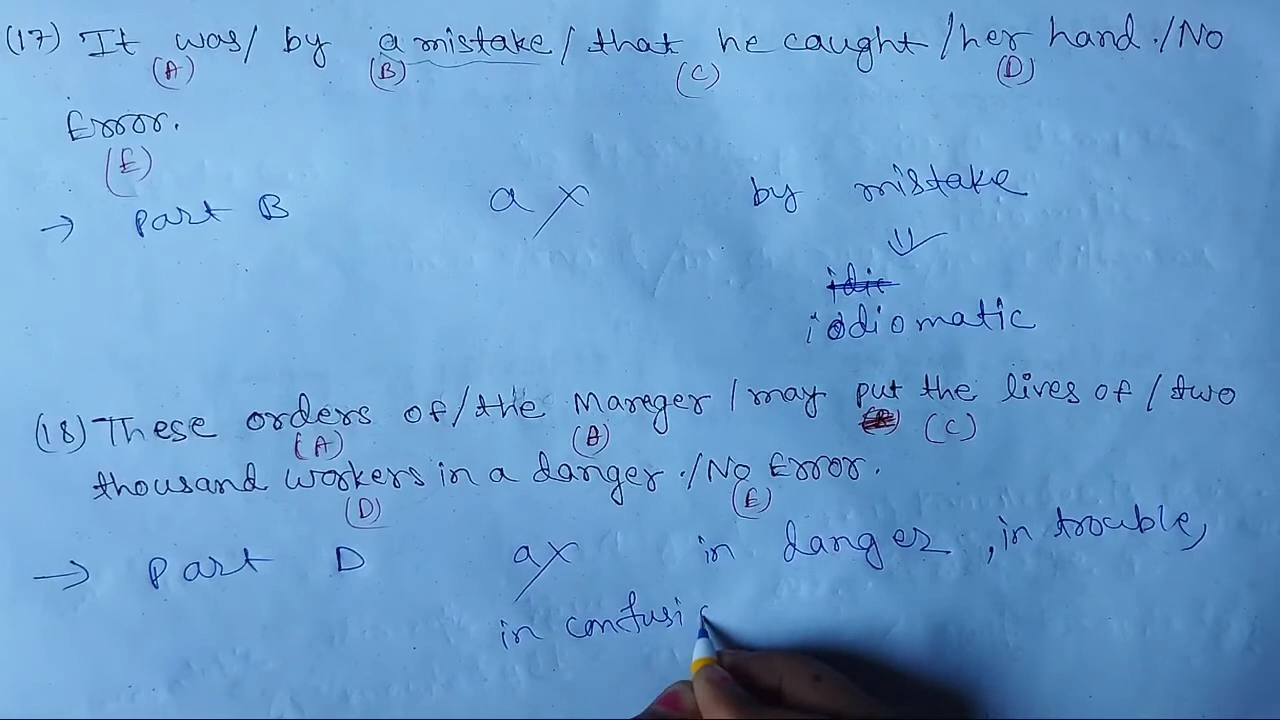 (17) It was/ by a mistake / that he caught /her hand./No
(A) (B) (C) (D)
Error.
(E)
→ Part B a x by mistake
idic
idiomatic
(18) These orders of/the Maneger / may put the lives of / two
(A) (B) (C)
thousand workers in a danger./No Error.
(D) (E)
→ Part D a x in danger, in trouble,
in confusi